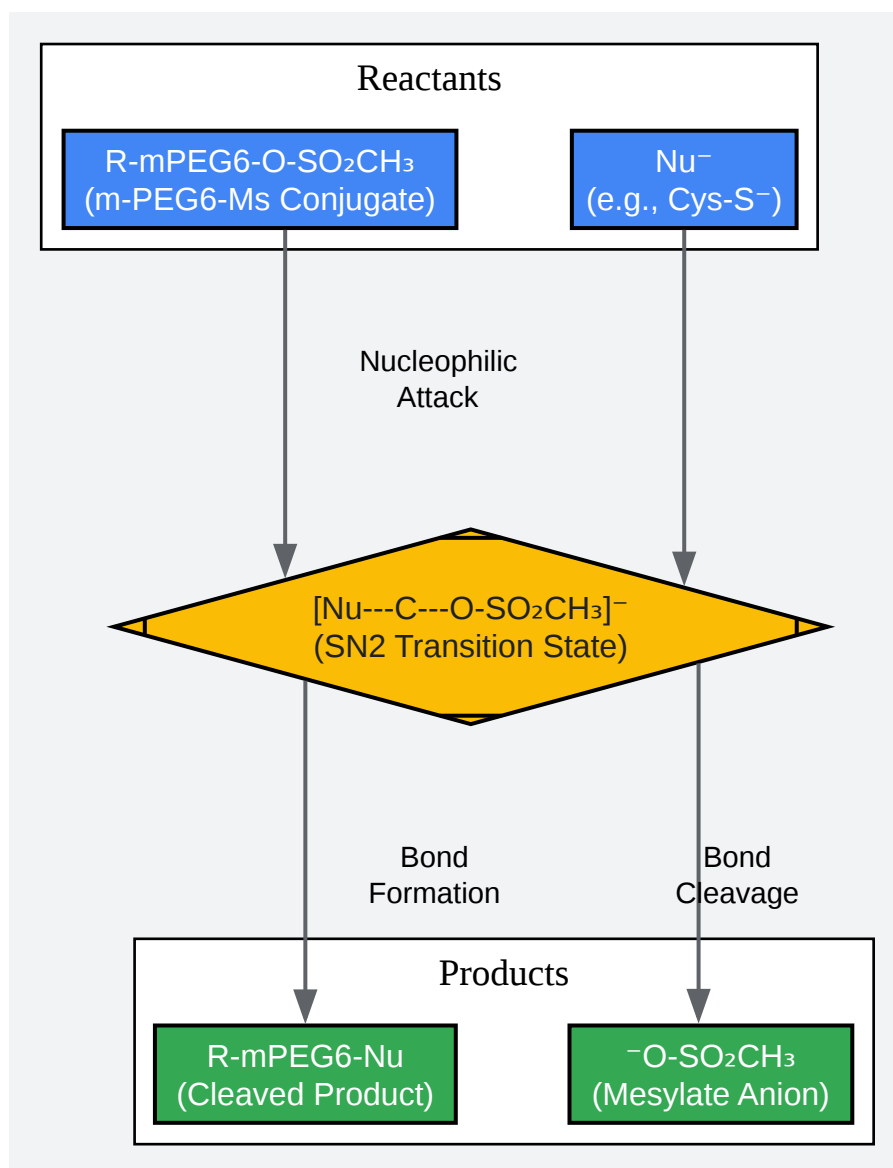 Reactants
R-mPEG6-O-SO₂CH₃
(m-PEG6-Ms Conjugate)
Nu⁻
(e.g., Cys-S⁻)
Nucleophilic
Attack
[Nu---C---O-SO₂CH₃]⁻
(SN2 Transition State)
Bond
Formation
Bond
Cleavage
Products
R-mPEG6-Nu
(Cleaved Product)
⁻O-SO₂CH₃
(Mesylate Anion)